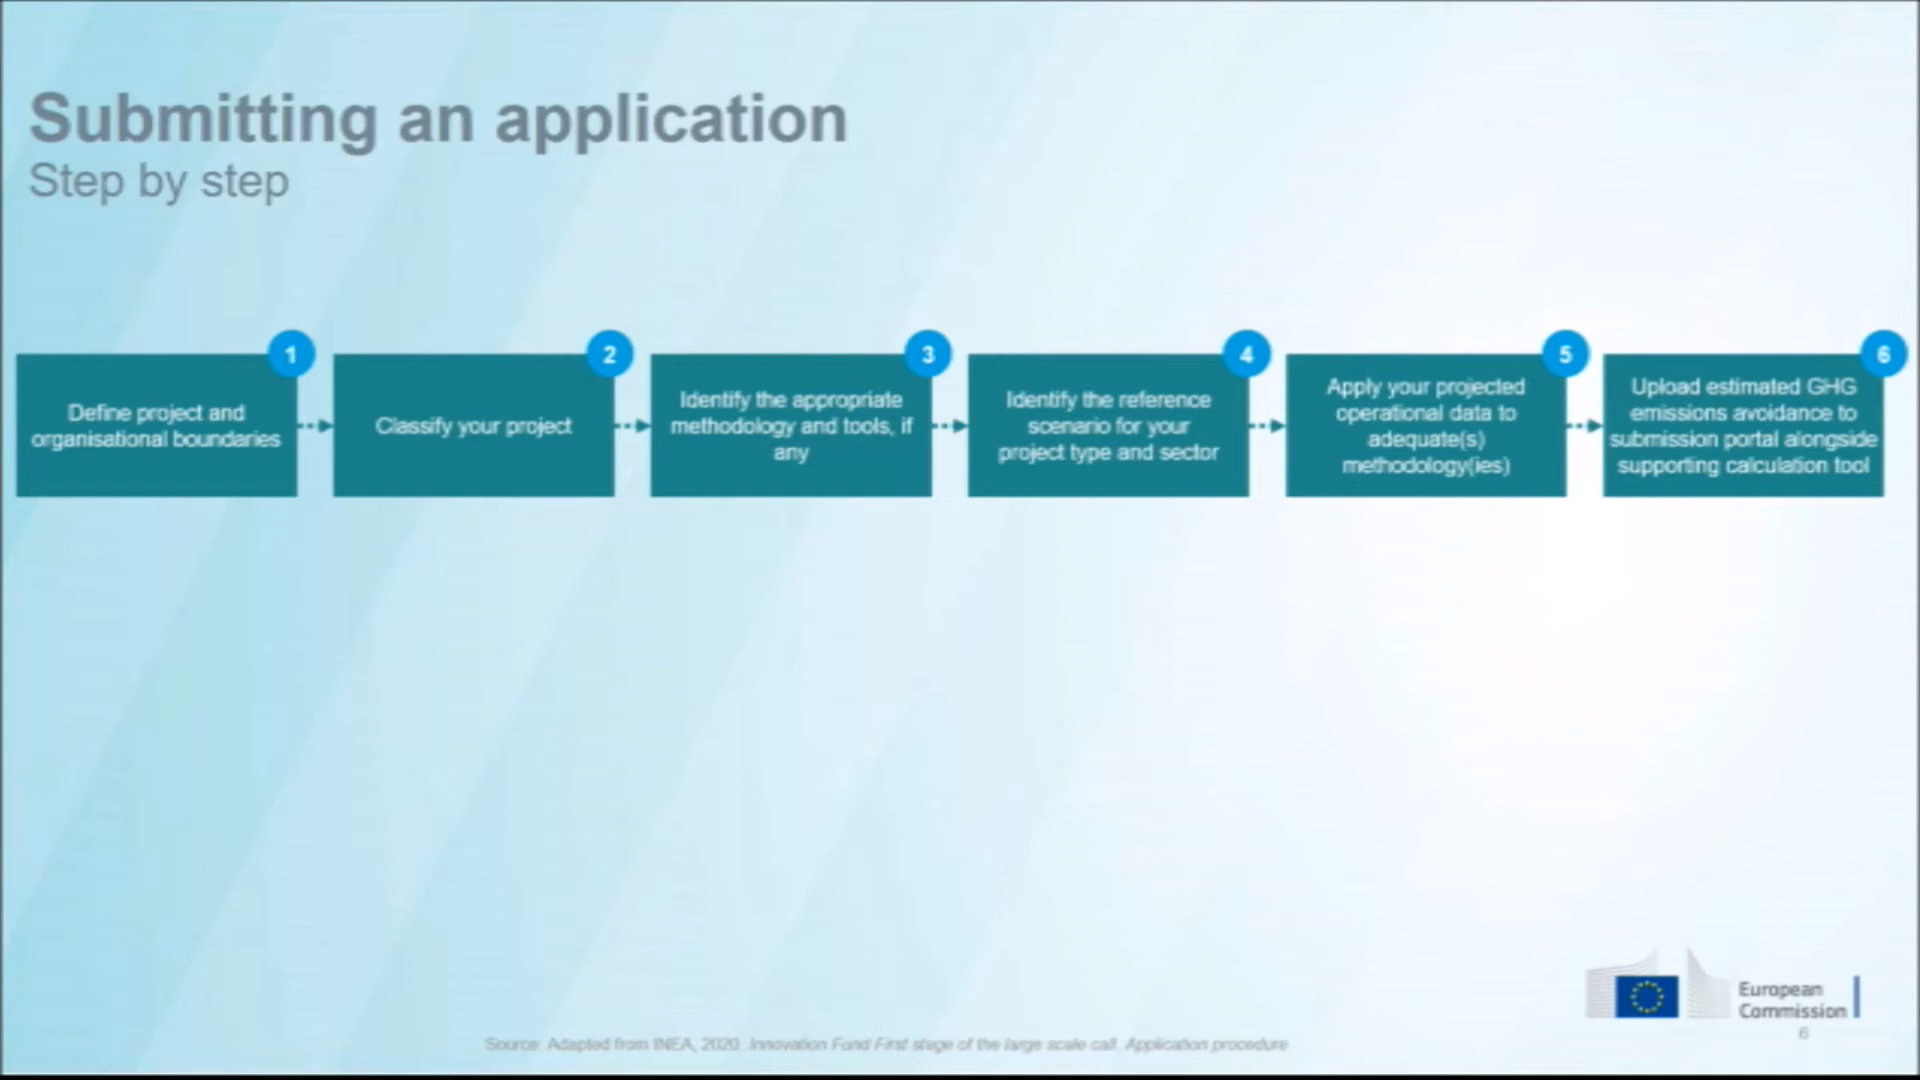 Submitting an application
Step by step
1
Define project and
organisational boundaries
2
Classify your project
3
Identify the appropriate
methodology and tools, if
any
4
Identify the reference
scenario for your
project type and sector
5
Apply your projected
operational data to
adequate(s)
methodology(ies)
6
Upload estimated GHG
emissions avoidance to
submission portal alongside
supporting calculation tool
European
Commission
6
Source: Adapted from INEA, 2020. Innovation Fund First stage of the large scale call. Application procedure